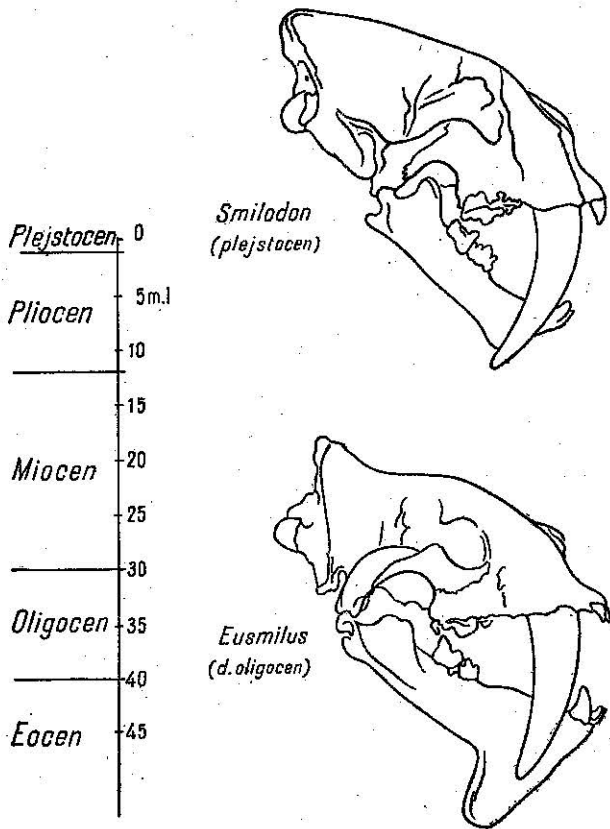 Smilodon
(plejstocen)
Plejstocen 0
Pliocen
5 m.l
10
15
Miocen
20
25
30
Oligocen
35
Eusmilus
(d. oligocen)
40
45
Eocen